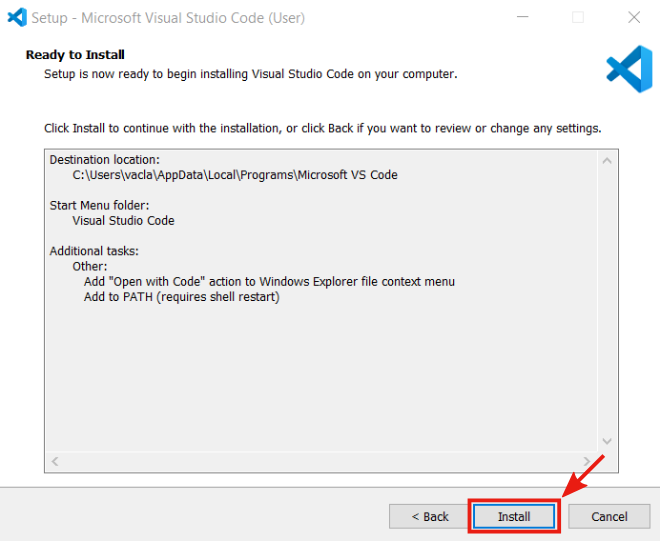 Setup - Microsoft Visual Studio Code (User)
Ready to Install
Setup is now ready to begin installing Visual Studio Code on your computer.
Click Install to continue with the installation, or click Back if you want to review or change any settings.
Destination location:
C:\Users\vacla\AppData\Local\Programs\Microsoft VS Code
Start Menu folder:
Visual Studio Code
Additional tasks:
Other:
Add "Open with Code" action to Windows Explorer file context menu
Add to PATH (requires shell restart)
< Back Install Cancel